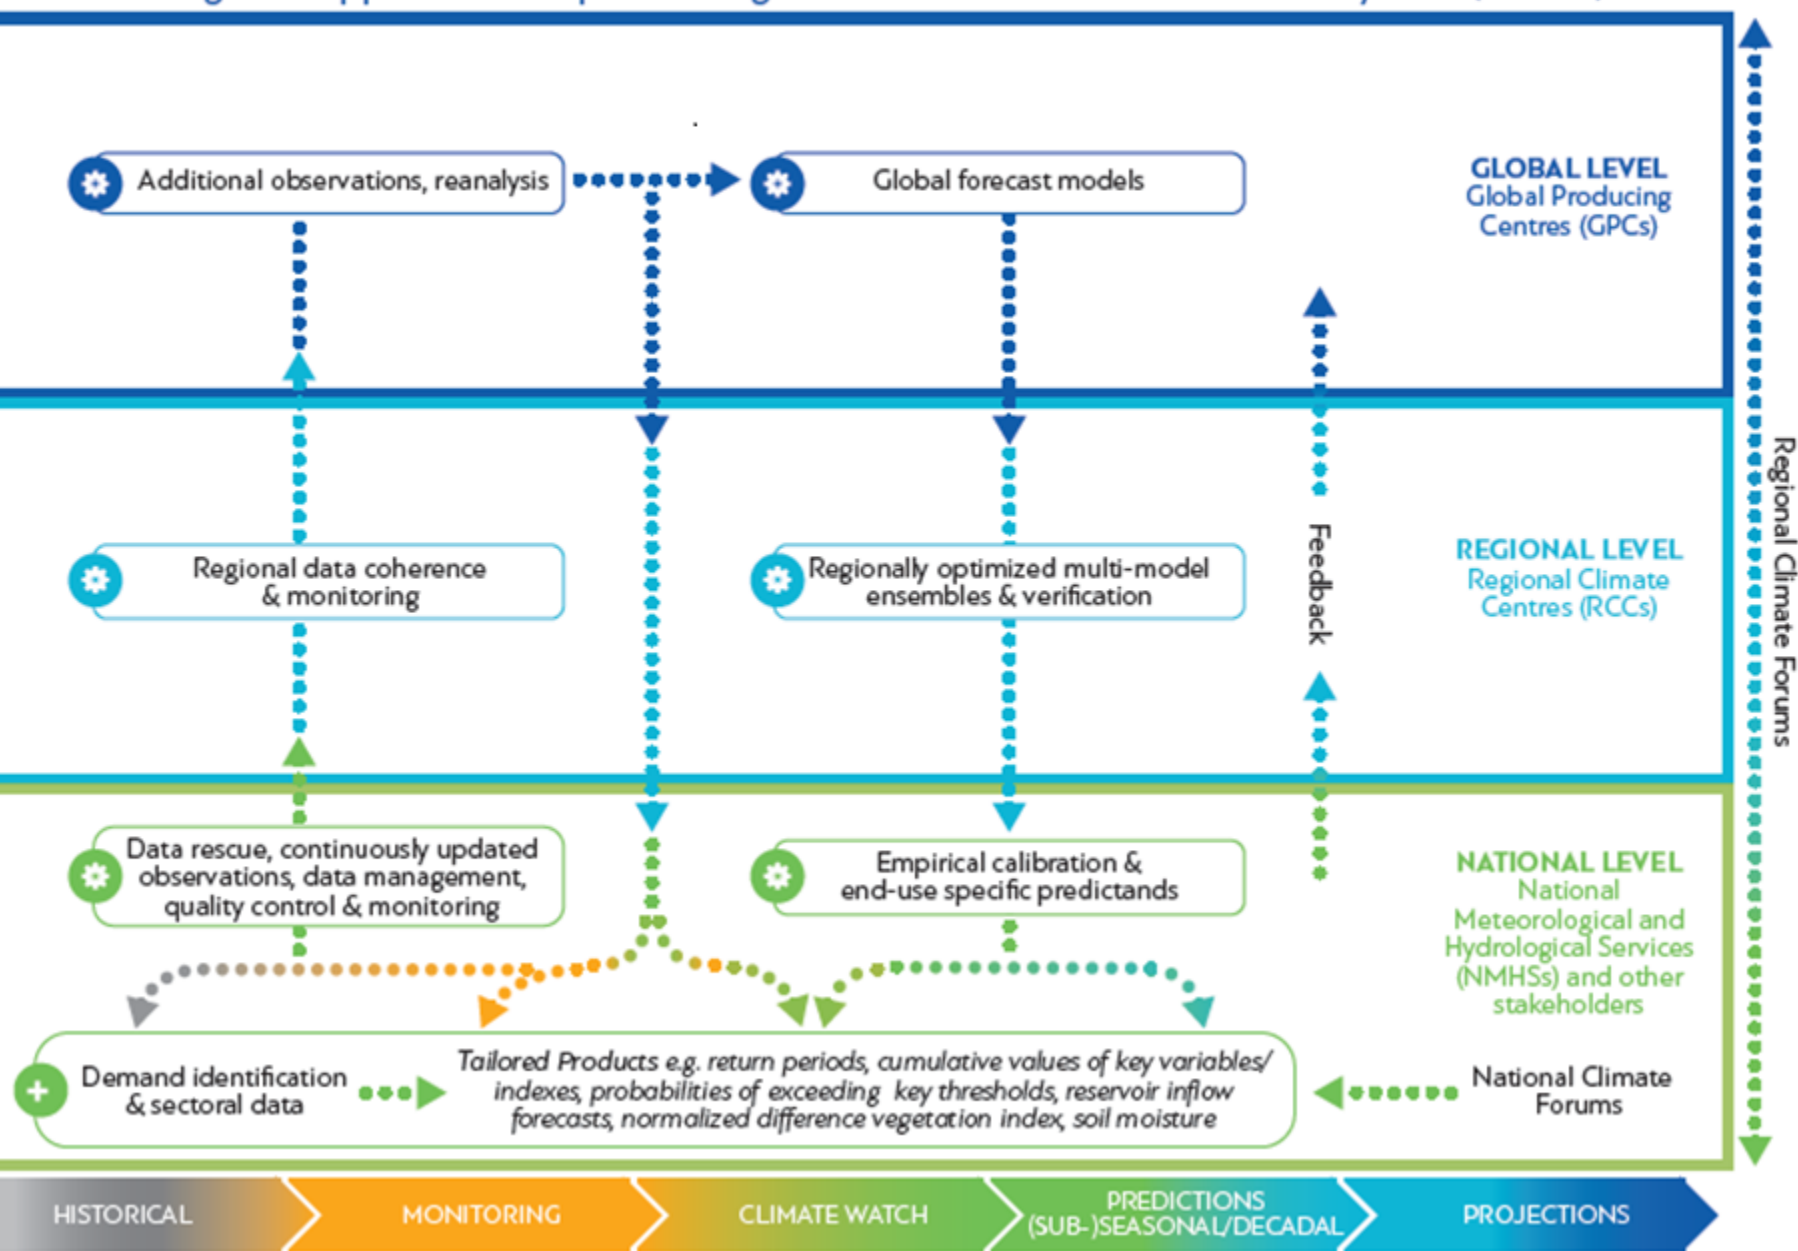 Additional observations, reanalysis
Global forecast models
GLOBAL LEVEL
Global Producing
Centres (GPCs)
Regional data coherence
& monitoring
Regionally optimized multi-model
ensembles & verification
Feedback
REGIONAL LEVEL
Regional Climate
Centres (RCCs)
Regional Climate Forums
Data rescue, continuously updated
observations, data management,
quality control & monitoring
Empirical calibration &
end-use specific predictands
NATIONAL LEVEL
National
Meteorological and
Hydrological Services
(NMHSs) and other
stakeholders
Demand identification
& sectoral data
Tailored Products e.g. return periods, cumulative values of key variables/
indexes, probabilities of exceeding key thresholds, reservoir inflow
forecasts, normalized difference vegetation index, soil moisture
National Climate
Forums
HISTORICAL
MONITORING
CLIMATE WATCH
PREDICTIONS
(SUB-)SEASONAL/DECADAL
PROJECTIONS